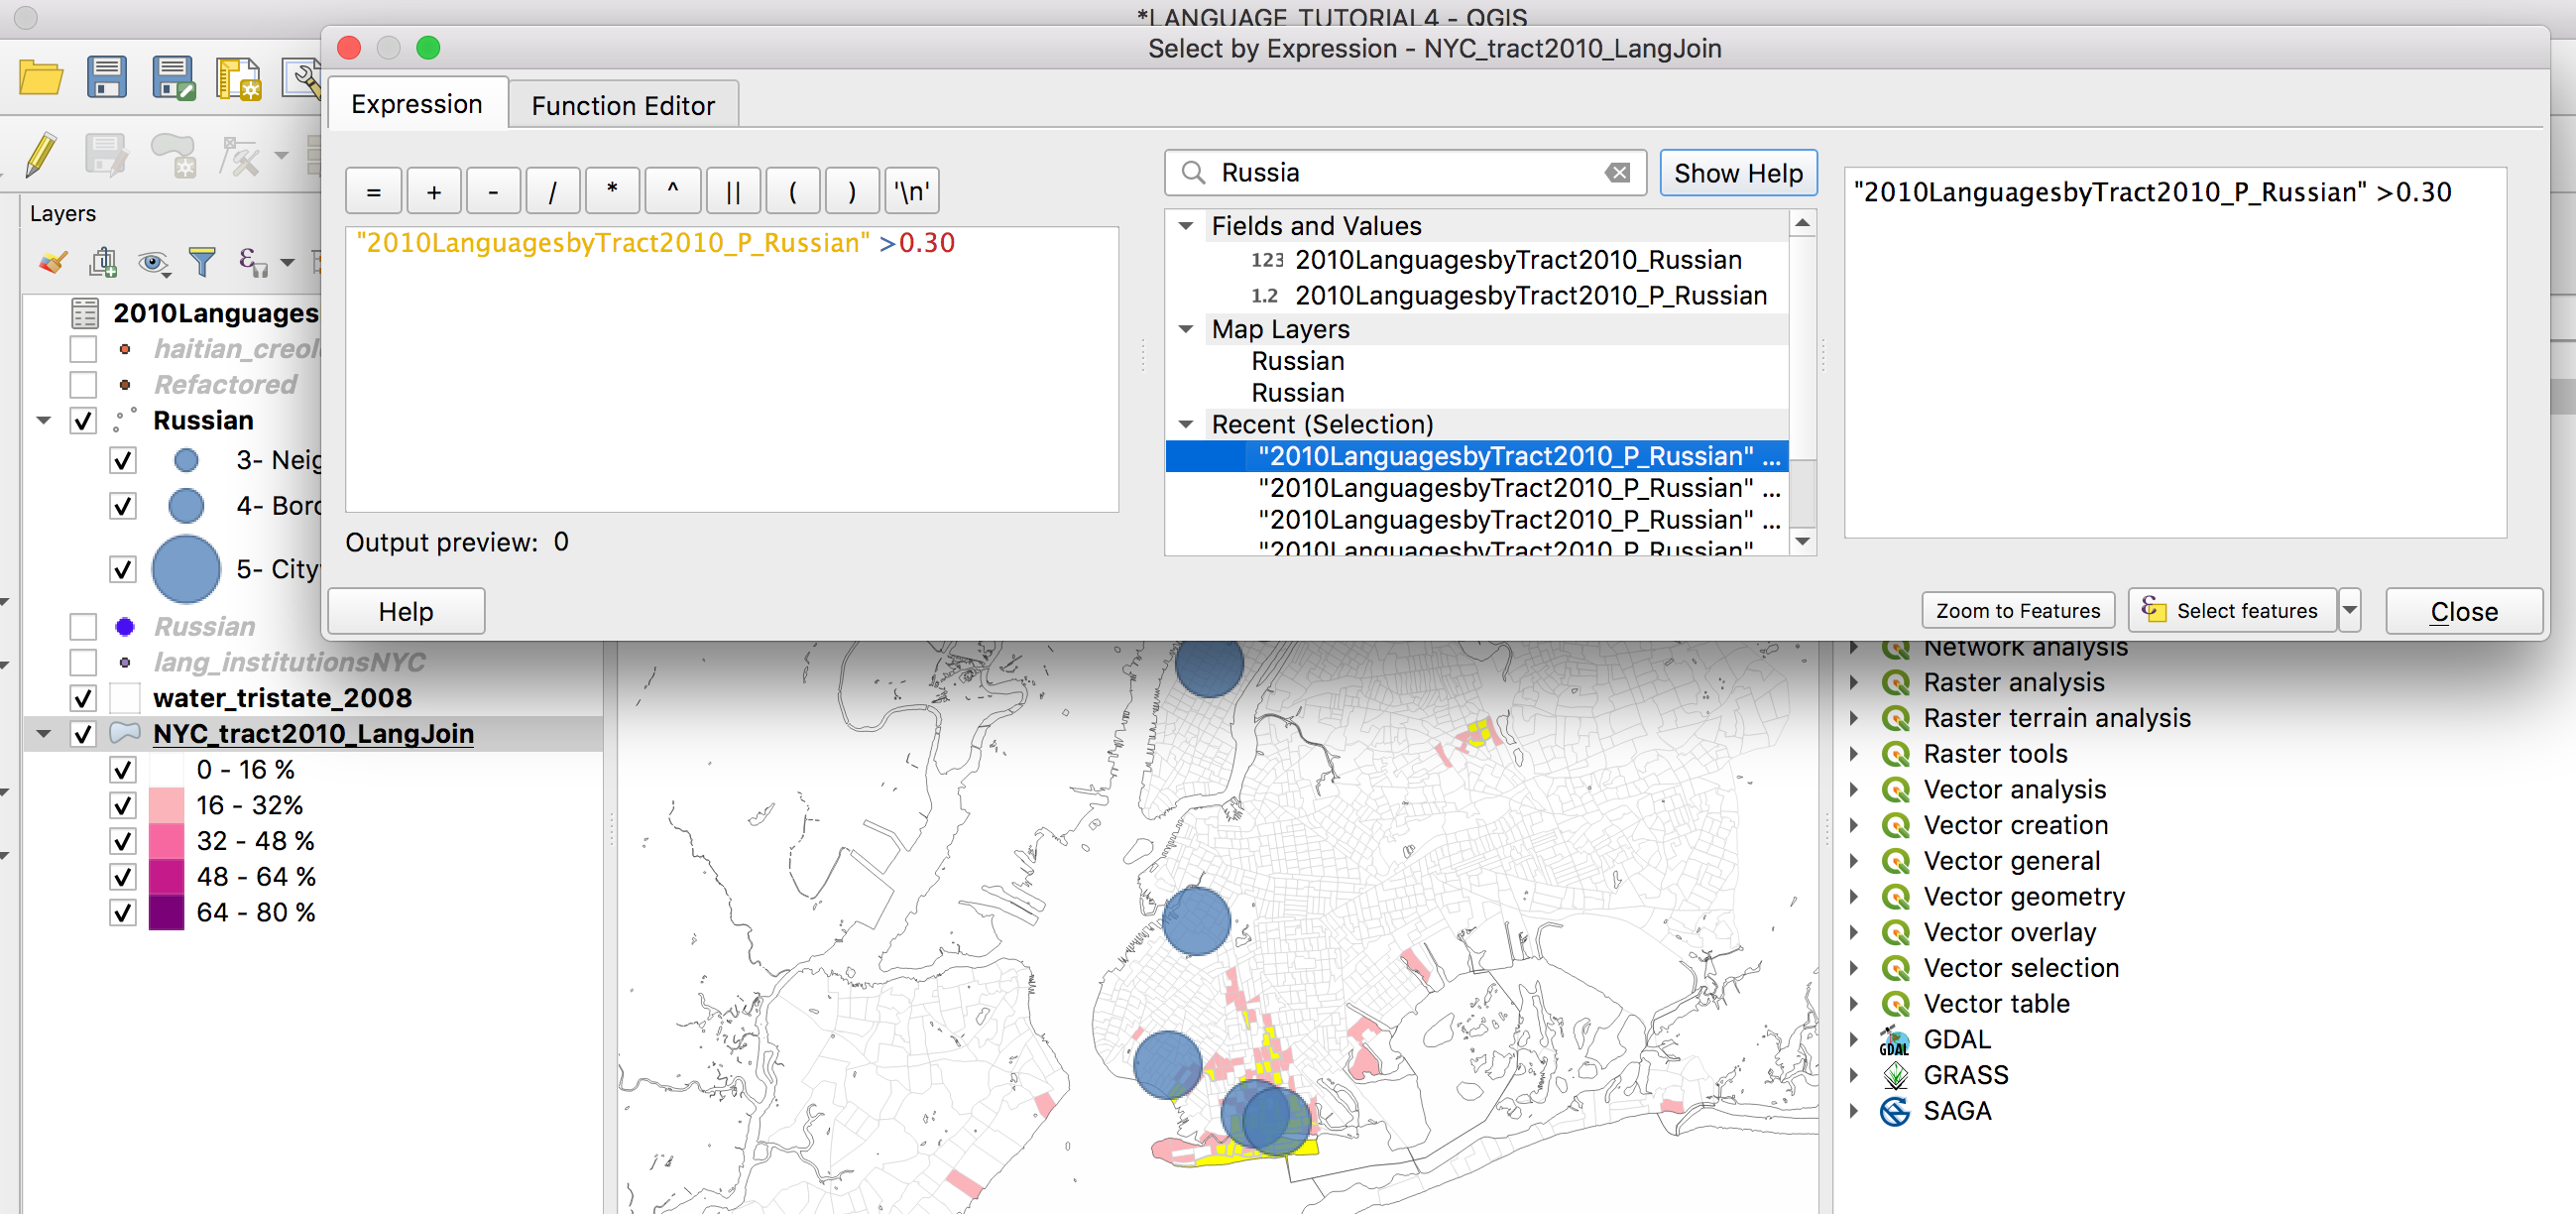 *LANGUAGE_TUTORIAL4 - QGIS
Select by Expression - NYC_tract2010_LangJoin
Expression
Function Editor
= + - / * ^ || ( ) '\n'
"2010LanguagesbyTract2010_P_Russian" >0.30
Output preview: 0
Help
Russia
Show Help
Fields and Values
123 2010LanguagesbyTract2010_Russian
1.2 2010LanguagesbyTract2010_P_Russian
Map Layers
Russian
Russian
Recent (Selection)
"2010LanguagesbyTract2010_P_Russian" ...
"2010LanguagesbyTract2010_P_Russian" ...
"2010LanguagesbyTract2010_P_Russian" ...
"2010LanguagesbyTract2010_P_Russian"
"2010LanguagesbyTract2010_P_Russian" >0.30
Zoom to Features
Select features
Close
Layers
2010Languages
haitian_creol
Refactored
Russian
3- Neig
4- Borc
5- City
Russian
lang_institutionsNYC
water_tristate_2008
NYC_tract2010_LangJoin
0 - 16 %
16 - 32%
32 - 48 %
48 - 64 %
64 - 80 %
Network analysis
Raster analysis
Raster terrain analysis
Raster tools
Vector analysis
Vector creation
Vector general
Vector geometry
Vector overlay
Vector selection
Vector table
GDAL
GDAL
GRASS
SAGA